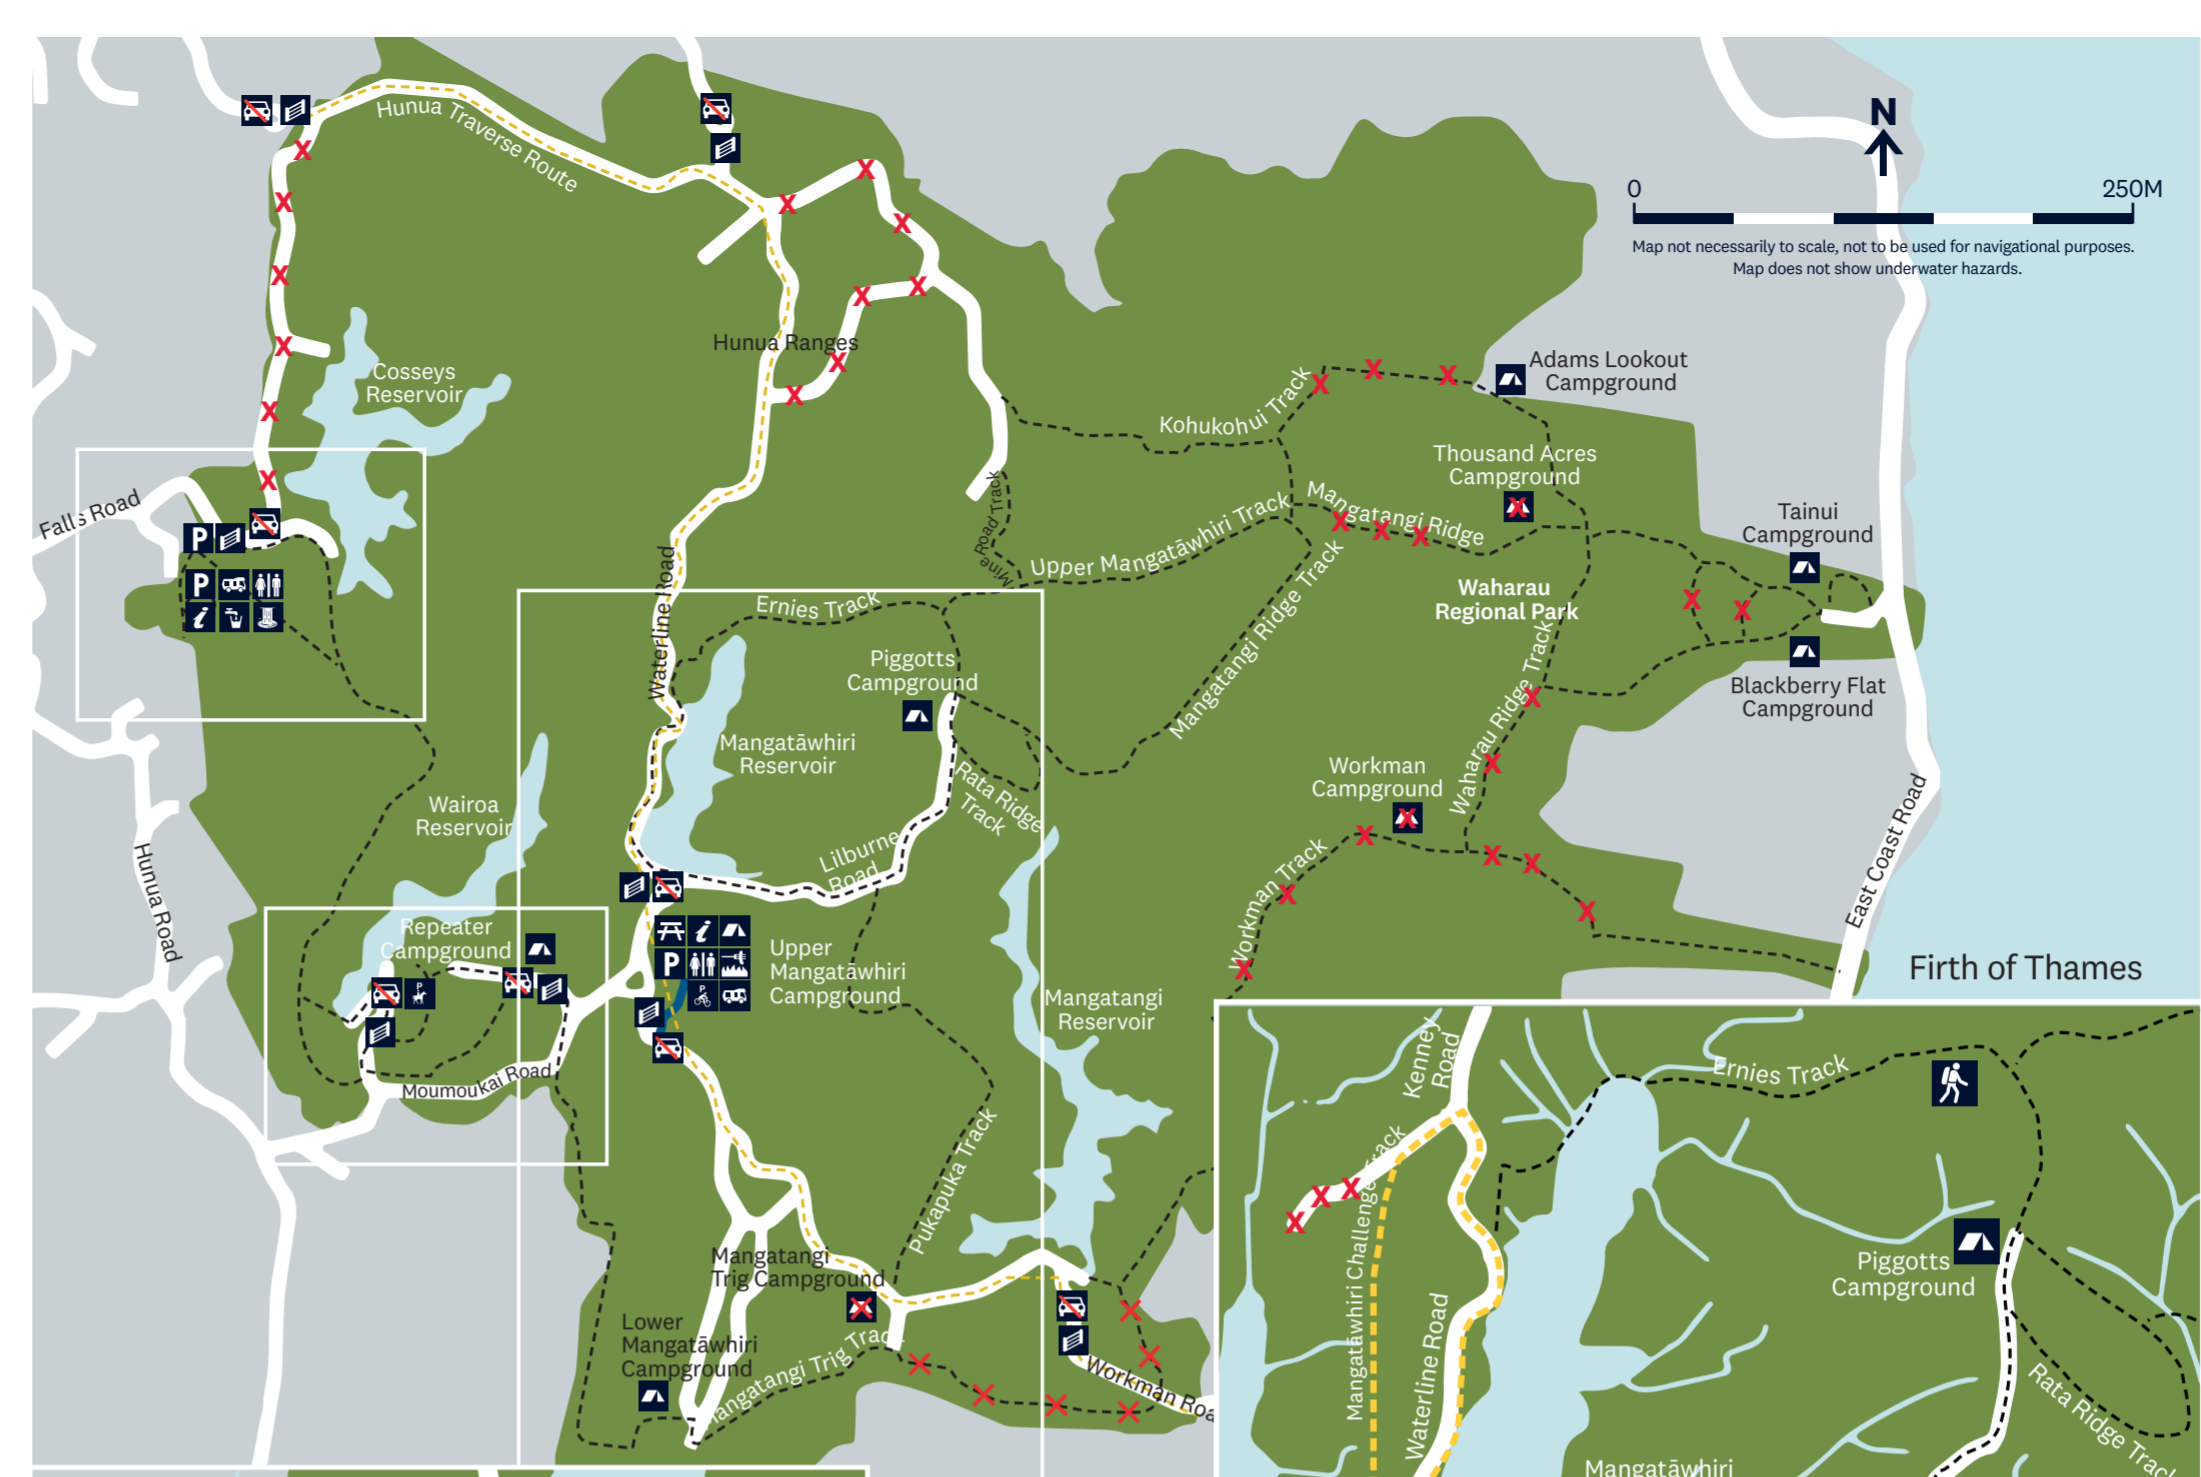 Hunua Traverse Route
N
0 250M
Map not necessarily to scale, not to be used for navigational purposes.
Map does not show underwater hazards.
Hunua Ranges
Cosseys
Reservoir
Adams Lookout
Campground
Kohukohui Track
Thousand Acres
Campground
Falls Road
Mine Road Track
Upper Mangatāwhiri Track
Mangatangi Ridge
Tainui
Campground
P
P
i
Waterline Road
Ernies Track
Mangatangi Ridge Track
Waharau
Regional Park
Piggotts
Campground
Waharau Ridge Track
Blackberry Flat
Campground
Mangatāwhiri
Reservoir
Rata Ridge
Track
Workman
Campground
Wairoa
Reservoir
Lilburne
Road
Hunua Road
Workman Track
East Coast Road
Repeater
Campground
P
i
P
P
Upper
Mangatāwhiri
Campground
Firth of Thames
Mangatangi
Reservoir
Moumoukai Road
Pukapuka Track
Mangatangi
Trig Campground
Lower
Mangatāwhiri
Campground
Mangatangi Trig Track
Workman Roa
Kenney
Road
Ernies Track
Mangatāwhiri Challenge Track
Waterline Road
Piggotts
Campground
Rata Ridge Track
Mangatāwhiri